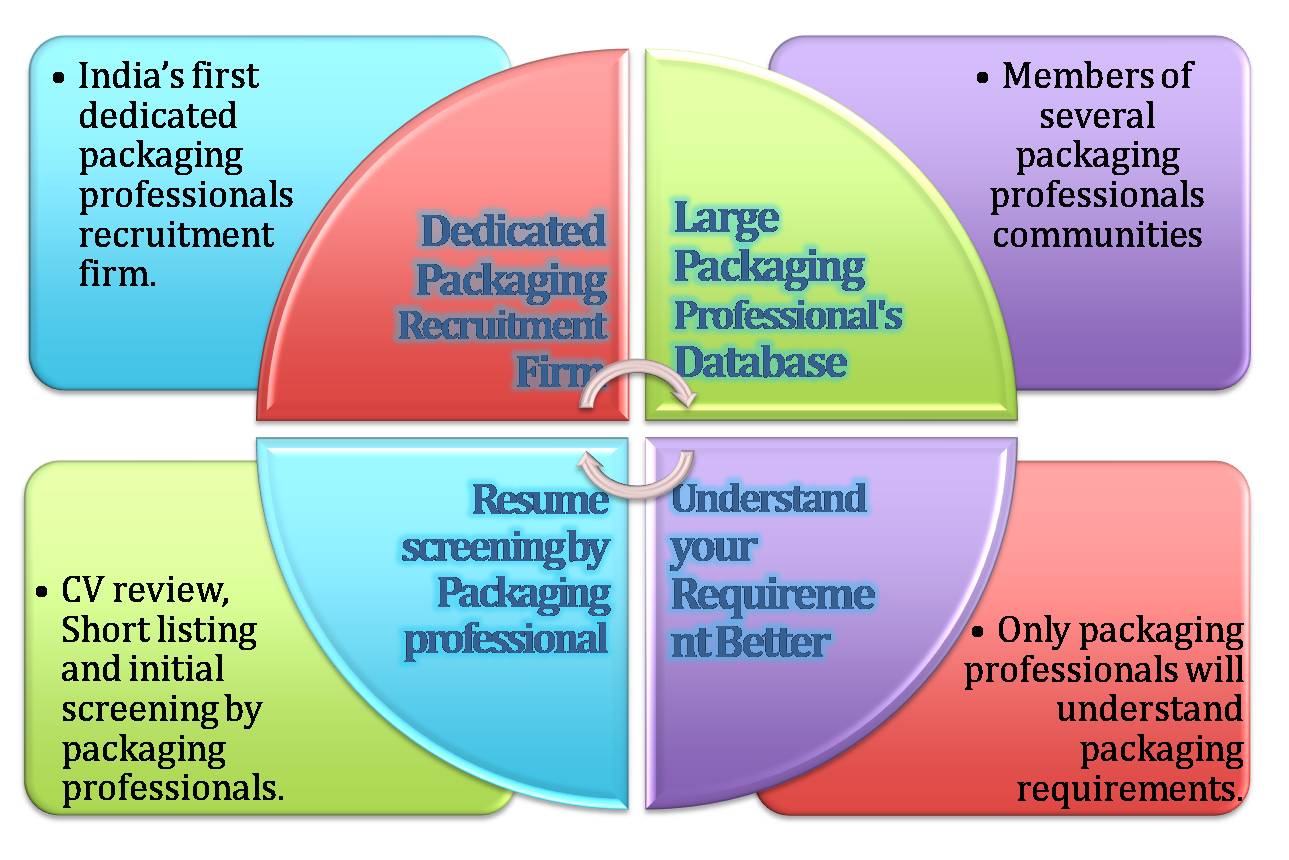 • India’s first
dedicated
packaging
professionals
recruitment
firm.
Dedicated
Packaging
Recruitment
Firm
Large
Packaging
Professional's
Database
• Members of
several
packaging
professionals
communities
• CV review,
Short listing
and initial
screening by
packaging
professionals.
Resume
screening by
Packaging
professional
Understand
your
Requireme
nt Better
• Only packaging
professionals will
understand
packaging
requirements.